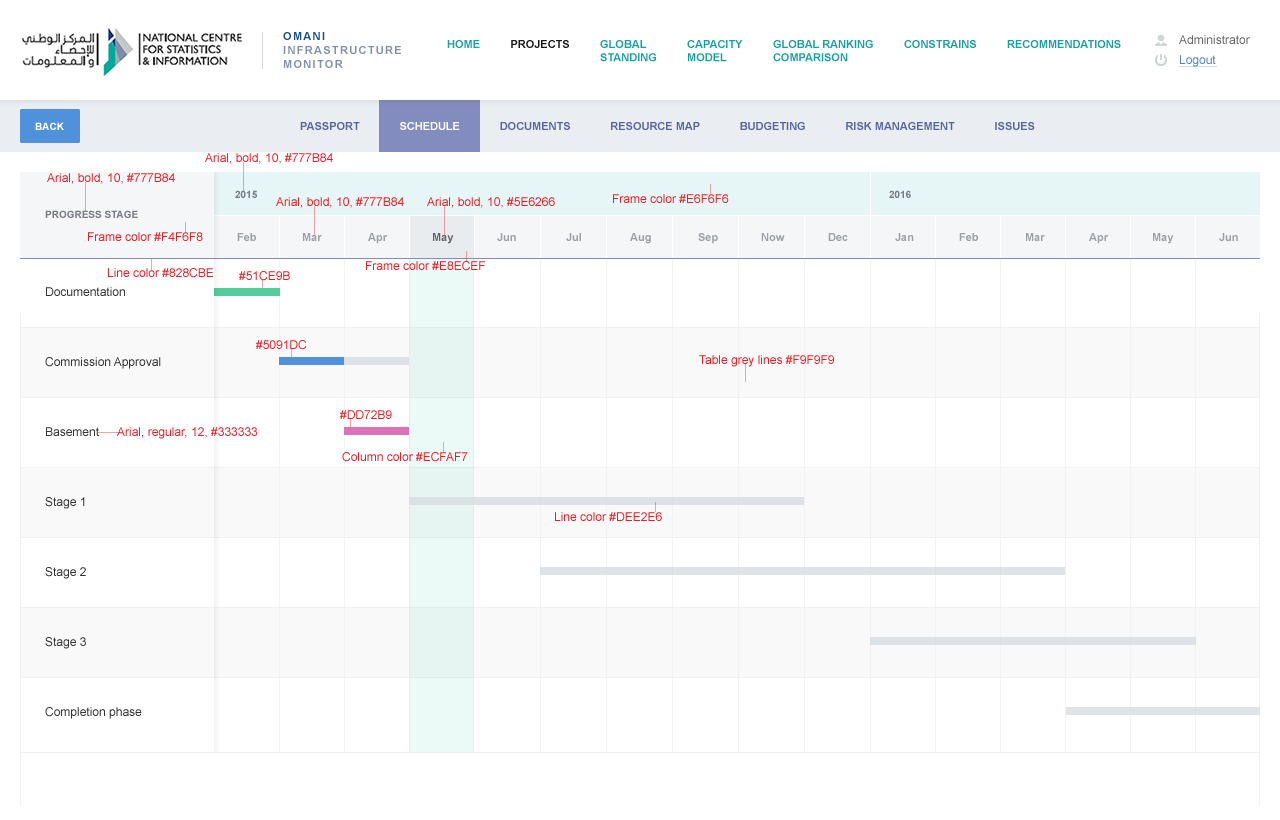 المركز الوطني
للإحصاء
والمعلومات
NATIONAL CENTRE
FOR STATISTICS
& INFORMATION
OMANI
INFRASTRUCTURE
MONITOR
HOME
PROJECTS
GLOBAL
STANDING
CAPACITY
MODEL
GLOBAL RANKING
COMPARISON
CONSTRAINS
RECOMMENDATIONS
Administrator
Logout
BACK
PASSPORT
SCHEDULE
DOCUMENTS
RESOURCE MAP
BUDGETING
RISK MANAGEMENT
ISSUES
Arial, bold, 10, #777B84
Arial, bold, 10, #777B84
2015
2016
Arial, bold, 10, #777B84
Arial, bold, 10, #5E6266
Frame color #E6F6F6
PROGRESS STAGE
Frame color #F4F6F8
Feb
Mar
Apr
May
Jun
Jul
Aug
Sep
Now
Dec
Jan
Feb
Mar
Apr
May
Jun
Line color #828CBE
#51CE9B
Frame color #E8ECEF
Documentation
#5091DC
Commission Approval
Table grey lines #F9F9F9
#DD72B9
Basement
Arial, regular, 12, #333333
Column color #ECFAF7
Stage 1
Line color #DEE2E6
Stage 2
Stage 3
Completion phase